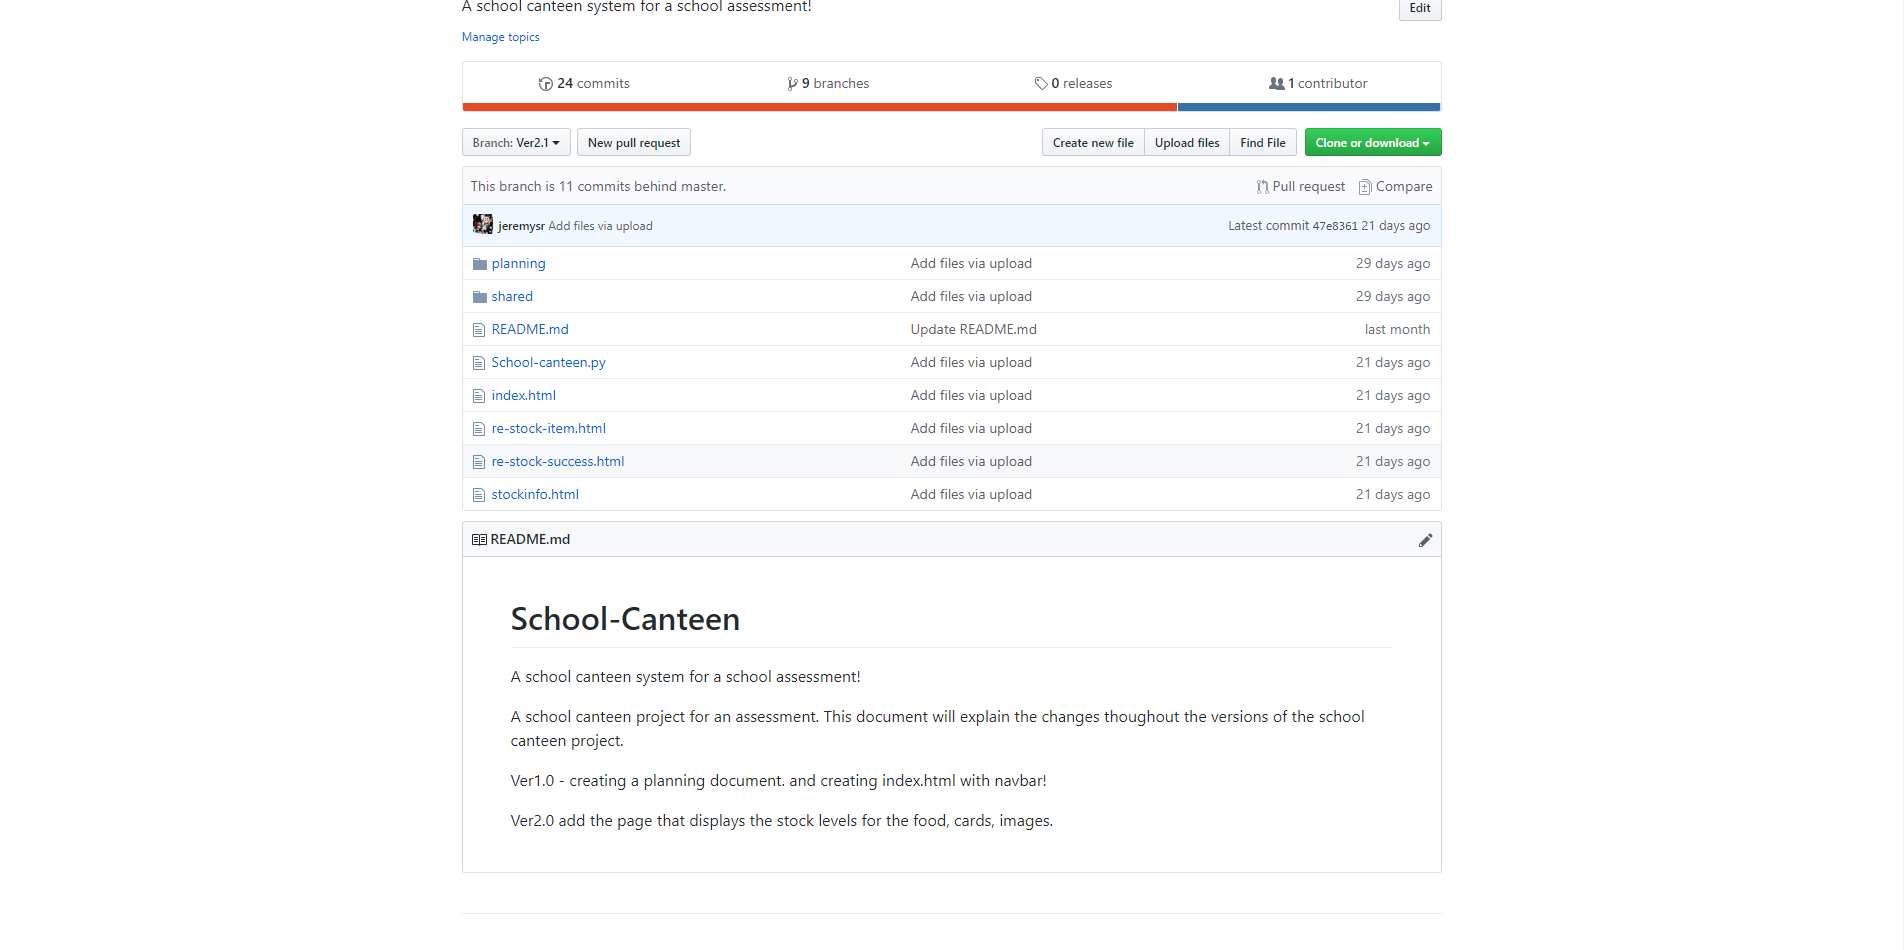 A school canteen system for a school assessment! Edit
Manage topics
24 commits 9 branches 0 releases 1 contributor
Branch: Ver2.1 New pull request Create new file Upload files Find File Clone or download
This branch is 11 commits behind master. Pull request Compare
jeremysr Add files via upload Latest commit 47e8361 21 days ago
planning Add files via upload 29 days ago
shared Add files via upload 29 days ago
README.md Update README.md last month
School-canteen.py Add files via upload 21 days ago
index.html Add files via upload 21 days ago
re-stock-item.html Add files via upload 21 days ago
re-stock-success.html Add files via upload 21 days ago
stockinfo.html Add files via upload 21 days ago
README.md
School-Canteen
A school canteen system for a school assessment!
A school canteen project for an assessment. This document will explain the changes thoughout the versions of the school
canteen project.
Ver1.0 - creating a planning document. and creating index.html with navbar!
Ver2.0 add the page that displays the stock levels for the food, cards, images.